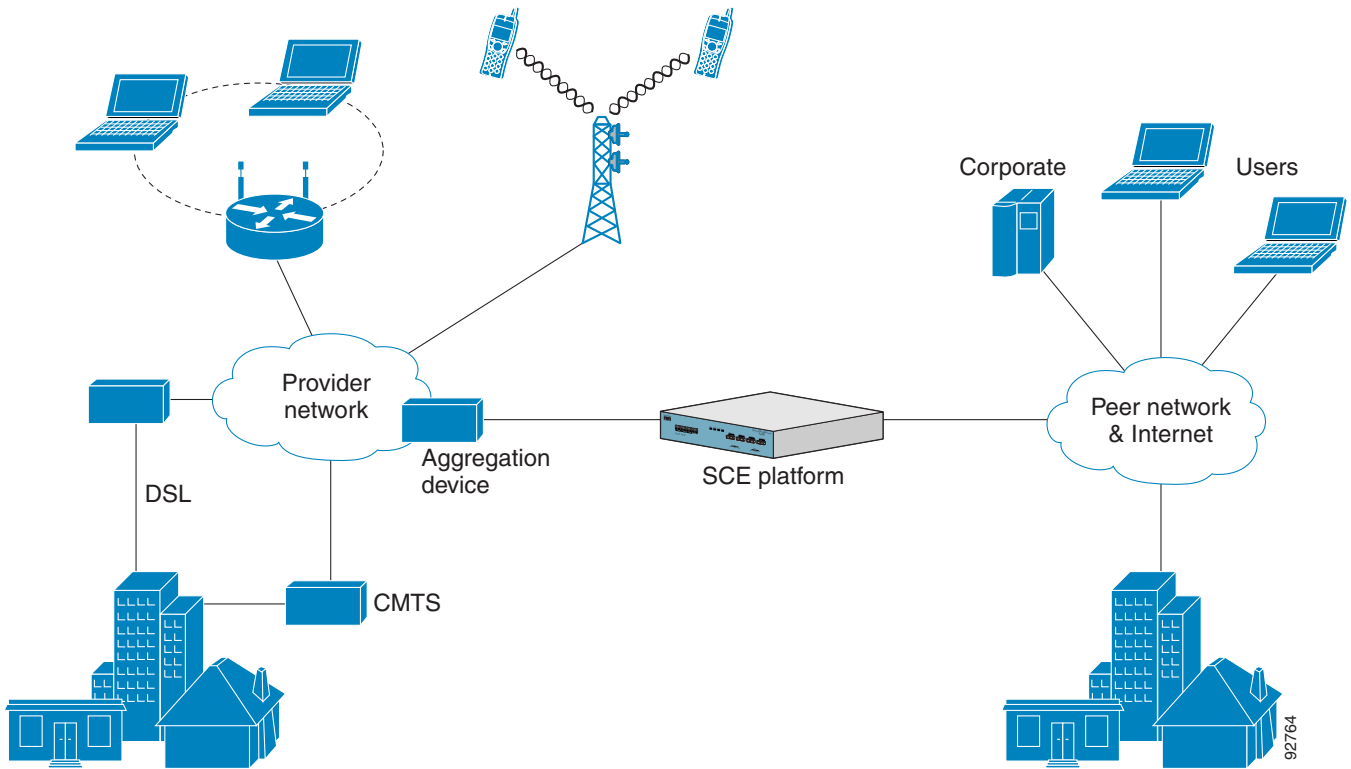 Corporate
Users
Provider
network
Peer network
& Internet
Aggregation
device
SCE platform
DSL
CMTS
92764